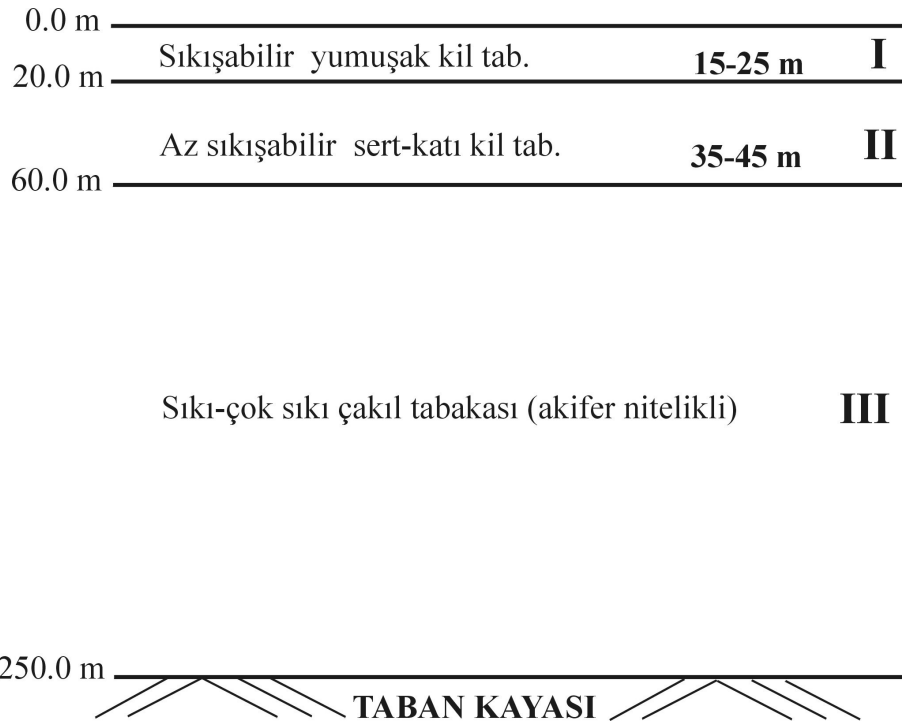 0.0 m
Sıkışabilir yumuşak kil tab. 15-25 m I
20.0 m
Az sıkışabilir sert-katı kil tab. 35-45 m II
60.0 m
Sıkı-çok sıkı çakıl tabakası (akifer nitelikli) III
250.0 m
TABAN KAYASI